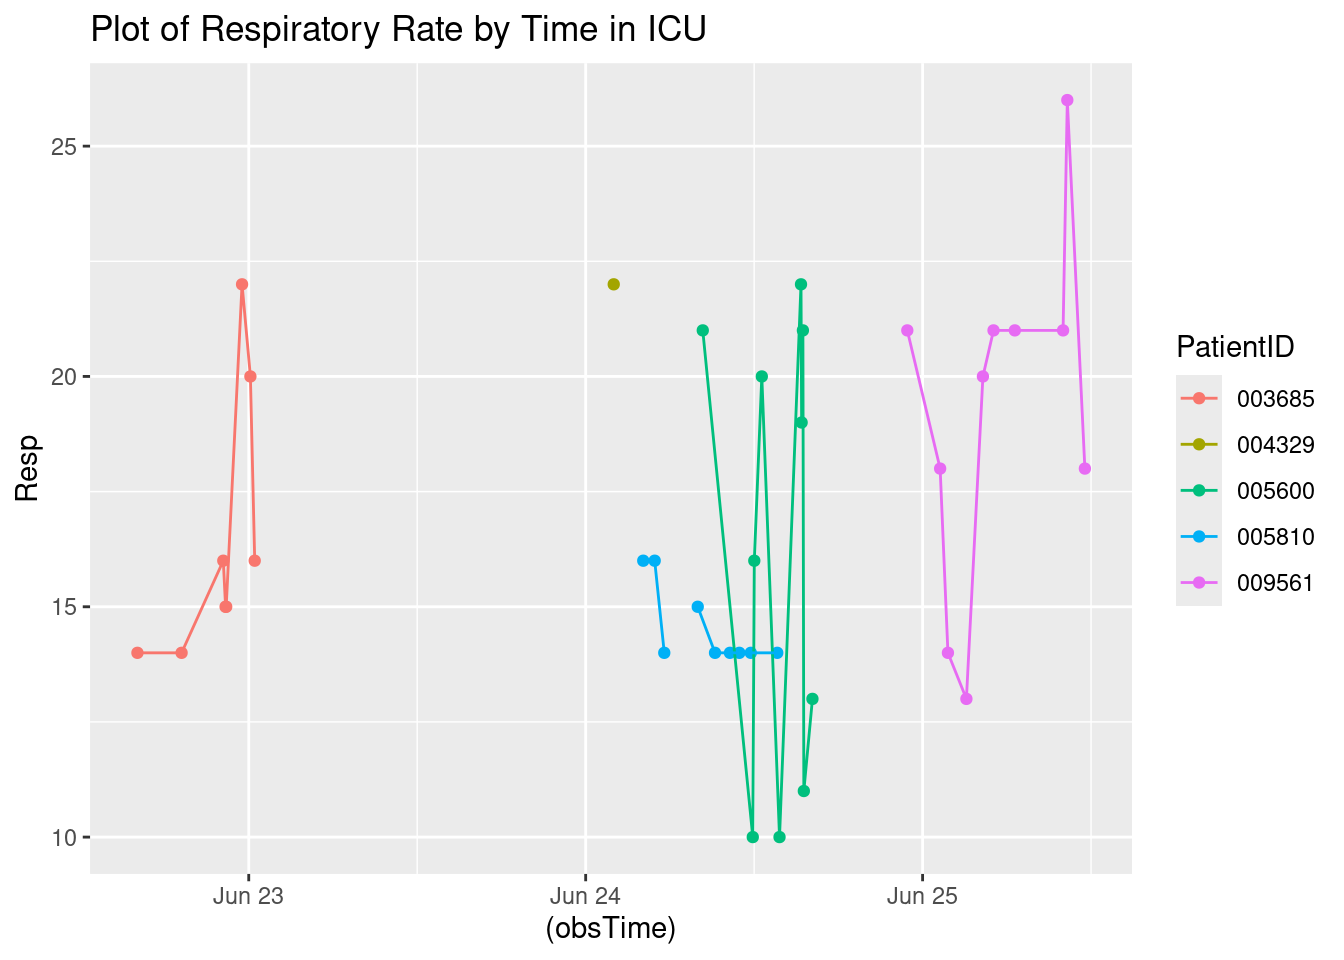 Plot of Respiratory Rate by Time in ICU
25
20
15
10
Resp
Jun 23
Jun 24
Jun 25
(obsTime)
PatientID
003685
004329
005600
005810
009561